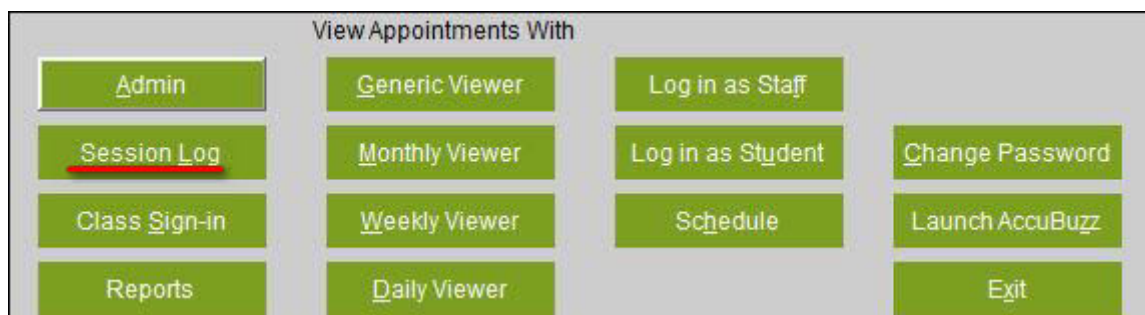 View Appointments With
Admin
Generic Viewer
Log in as Staff
Session Log
Monthly Viewer
Log in as Student
Change Password
Class Sign-in
Weekly Viewer
Schedule
Launch AccuBuzz
Reports
Daily Viewer
Exit